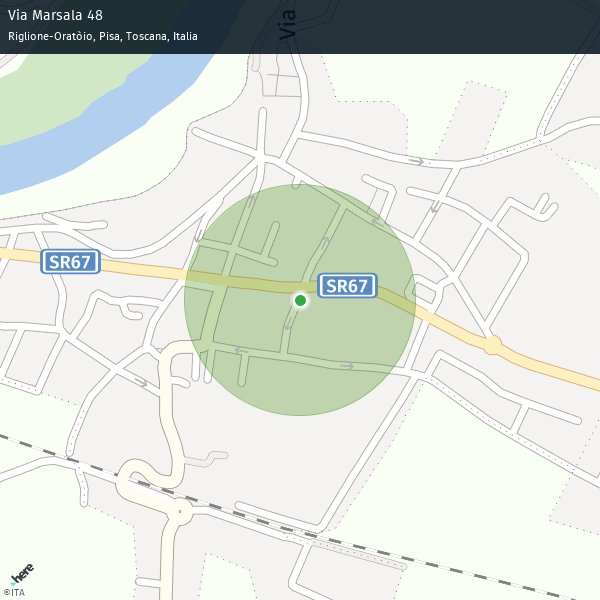 Via Marsala 48
Riglione-Oratòio, Pisa, Toscana, Italia
Via
SR67
SR67
here
©ITA